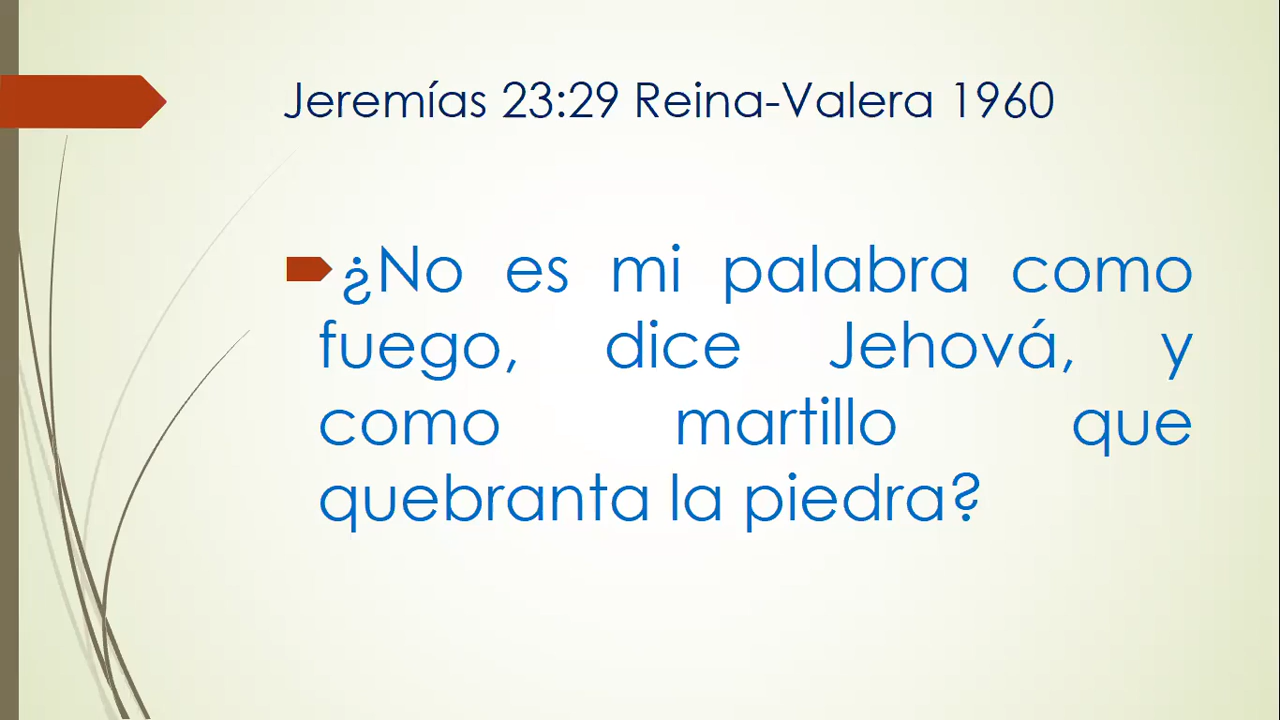 Jeremías 23:29 Reina-Valera 1960
¿No es mi palabra como
fuego, dice Jehová, y
como martillo que
quebranta la piedra?